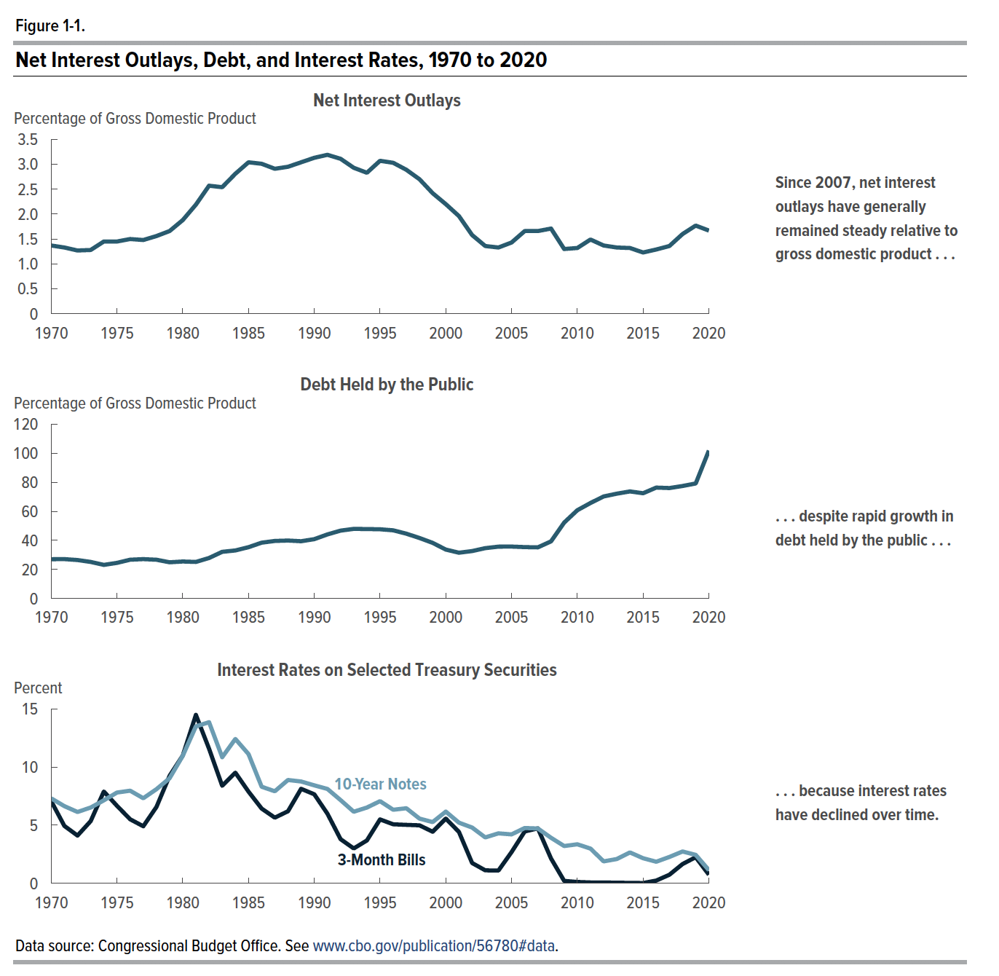 Figure 1-1.
Net Interest Outlays, Debt, and Interest Rates, 1970 to 2020
Net Interest Outlays
Percentage of Gross Domestic Product
3.5
3.0
2.5
2.0
1.5
1.0
0.5
0
1970 1975 1980 1985 1990 1995 2000 2005 2010 2015 2020
Since 2007, net interest
outlays have generally
remained steady relative to
gross domestic product . . .
Debt Held by the Public
Percentage of Gross Domestic Product
120
100
80
60
40
20
0
1970 1975 1980 1985 1990 1995 2000 2005 2010 2015 2020
. . . despite rapid growth in
debt held by the public . . .
Interest Rates on Selected Treasury Securities
Percent
15
10
5
0
10-Year Notes
3-Month Bills
1970 1975 1980 1985 1990 1995 2000 2005 2010 2015 2020
. . . because interest rates
have declined over time.
Data source: Congressional Budget Office. See www.cbo.gov/publication/56780#data.